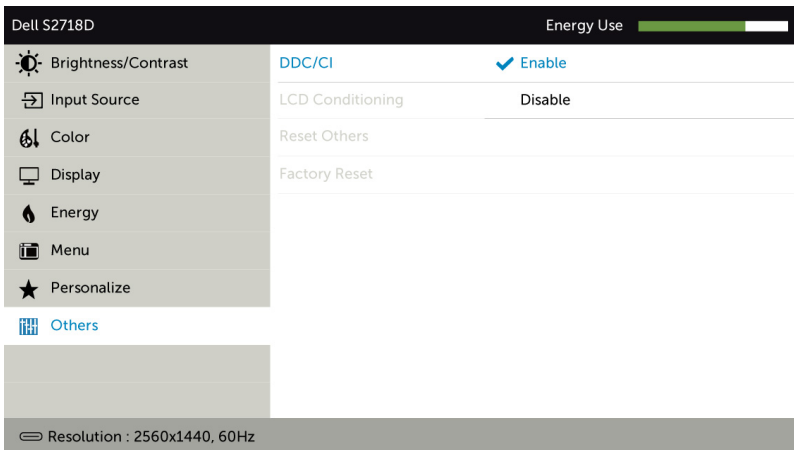 Dell S2718D Energy Use
Brightness/Contrast DDC/CI Enable
Input Source LCD Conditioning Disable
Color Reset Others
Display Factory Reset
Energy
Menu
Personalize
Others
Resolution : 2560x1440, 60Hz